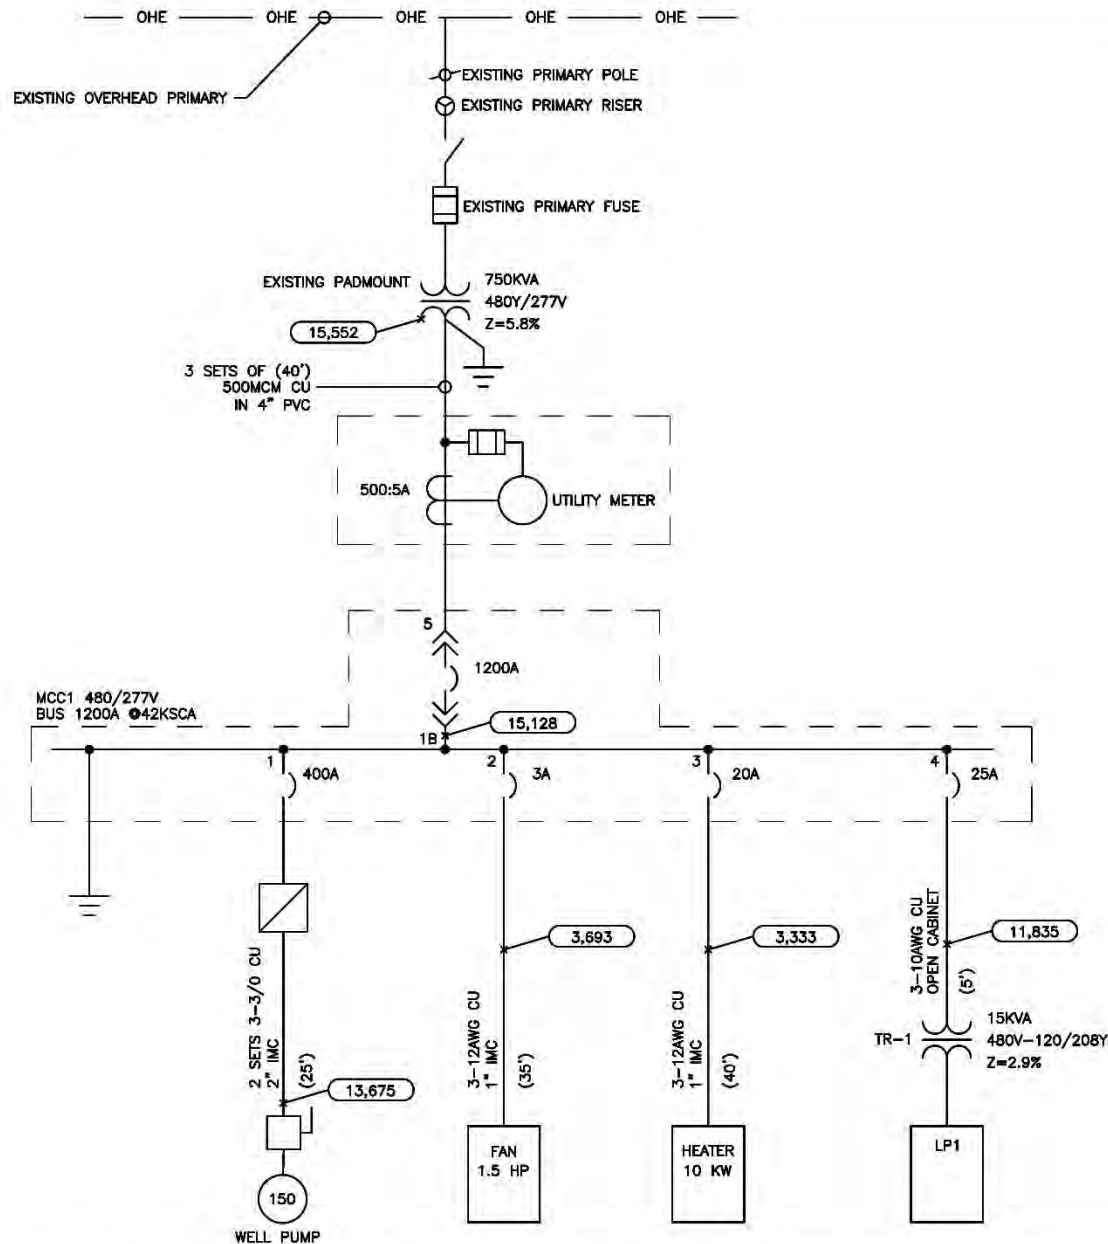 OHE OHE OHE OHE OHE
EXISTING OVERHEAD PRIMARY
EXISTING PRIMARY POLE
EXISTING PRIMARY RISER
EXISTING PRIMARY FUSE
EXISTING PADMOUNT
750KVA
480Y/277V
Z=5.8%
15,552
3 SETS OF (40')
500MCM CU
IN 4" PVC
500:5A
UTILITY METER
5
1200A
MCC1 480/277V
BUS 1200A @42KSCA
15,128
1B
1
400A
2
3A
3
20A
4
25A
2 SETS 3-3/0 CU
2" IMC
(25')
13,675
150
WELL PUMP
3,693
3-12AWG CU
1" IMC
(35')
FAN
1.5 HP
3,333
3-12AWG CU
1" IMC
(40')
HEATER
10 KW
3-10AWG CU
OPEN CABINET
(5')
11,835
TR-1
15KVA
480V-120/208Y
Z=2.9%
LP1